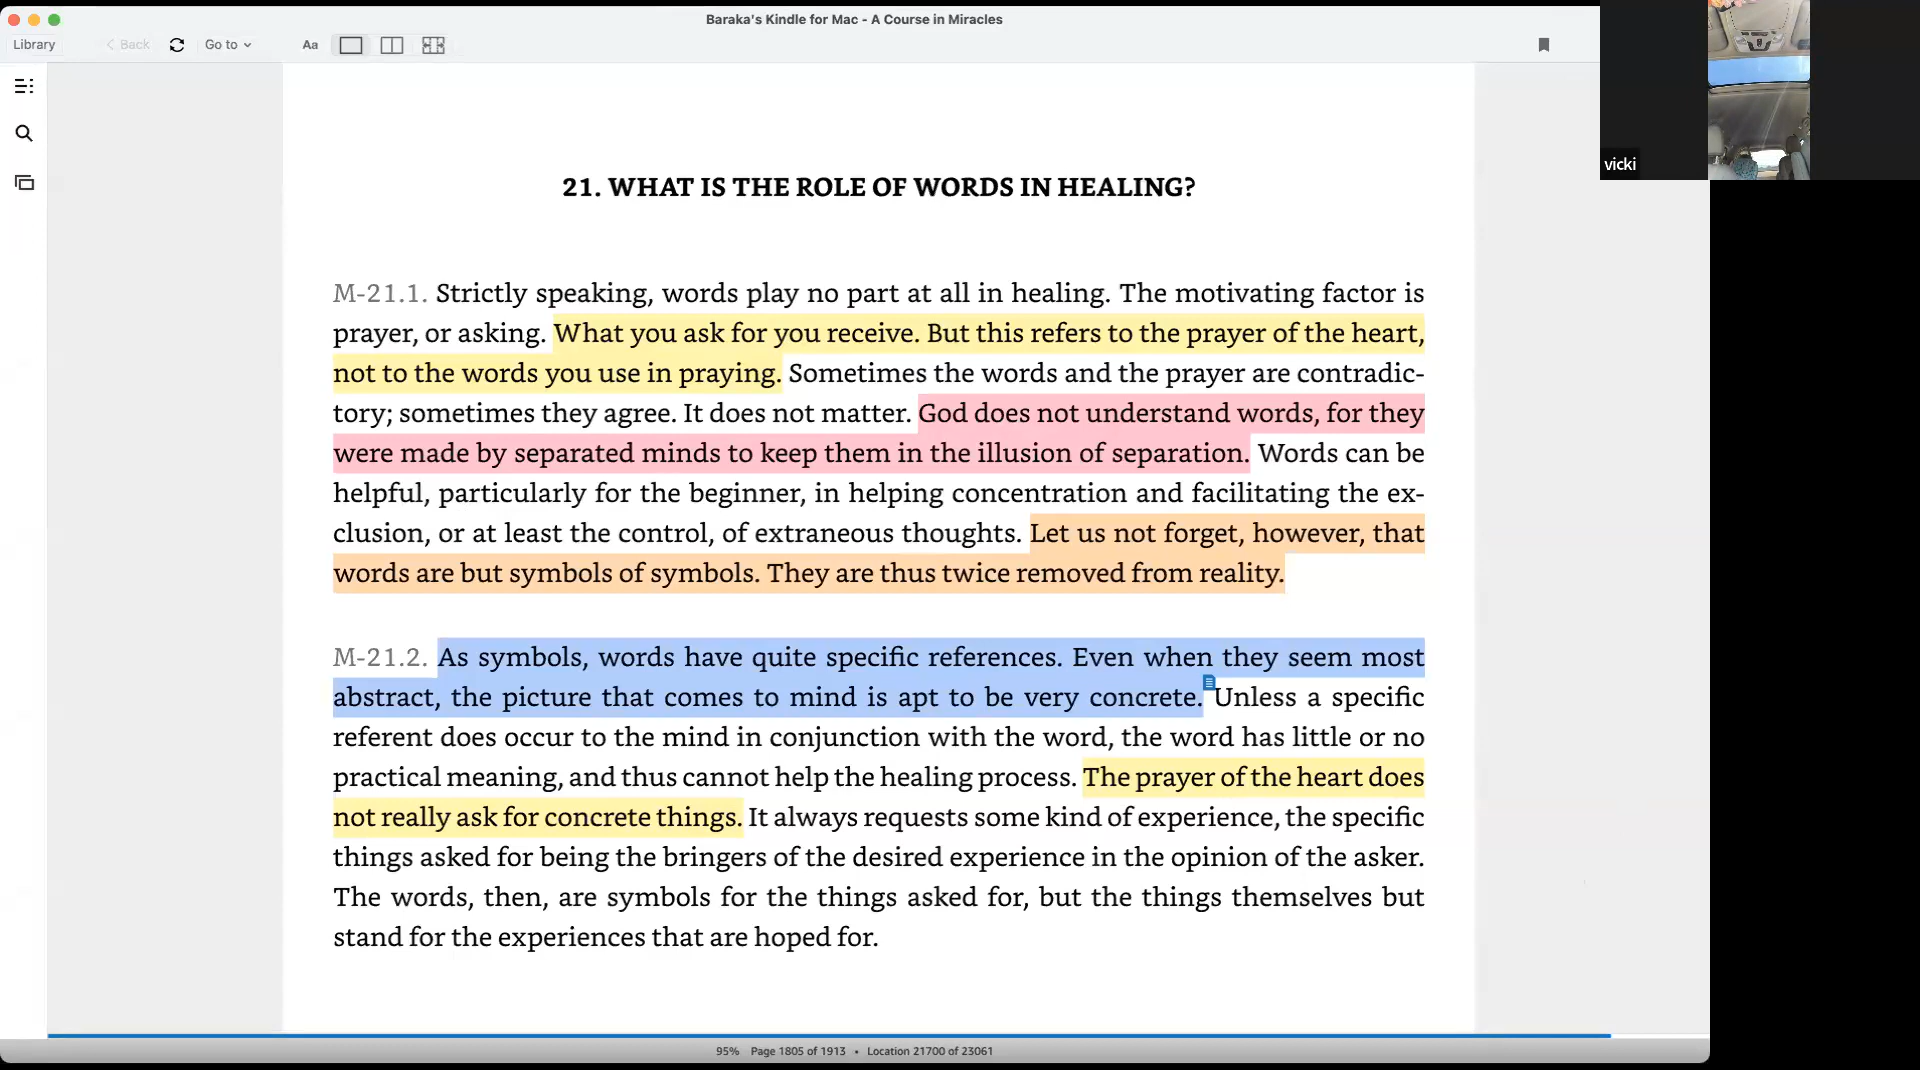 Baraka's Kindle for Mac - A Course in Miracles
Library
Back
Go to
Aa
vicki
21. WHAT IS THE ROLE OF WORDS IN HEALING?
M-21.1. Strictly speaking, words play no part at all in healing. The motivating factor is
prayer, or asking. What you ask for you receive. But this refers to the prayer of the heart,
not to the words you use in praying. Sometimes the words and the prayer are contradic-
tory; sometimes they agree. It does not matter. God does not understand words, for they
were made by separated minds to keep them in the illusion of separation. Words can be
helpful, particularly for the beginner, in helping concentration and facilitating the ex-
clusion, or at least the control, of extraneous thoughts. Let us not forget, however, that
words are but symbols of symbols. They are thus twice removed from reality.
M-21.2. As symbols, words have quite specific references. Even when they seem most
abstract, the picture that comes to mind is apt to be very concrete. Unless a specific
referent does occur to the mind in conjunction with the word, the word has little or no
practical meaning, and thus cannot help the healing process. The prayer of the heart does
not really ask for concrete things. It always requests some kind of experience, the specific
things asked for being the bringers of the desired experience in the opinion of the asker.
The words, then, are symbols for the things asked for, but the things themselves but
stand for the experiences that are hoped for.
95% Page 1805 of 1913 • Location 21700 of 23061